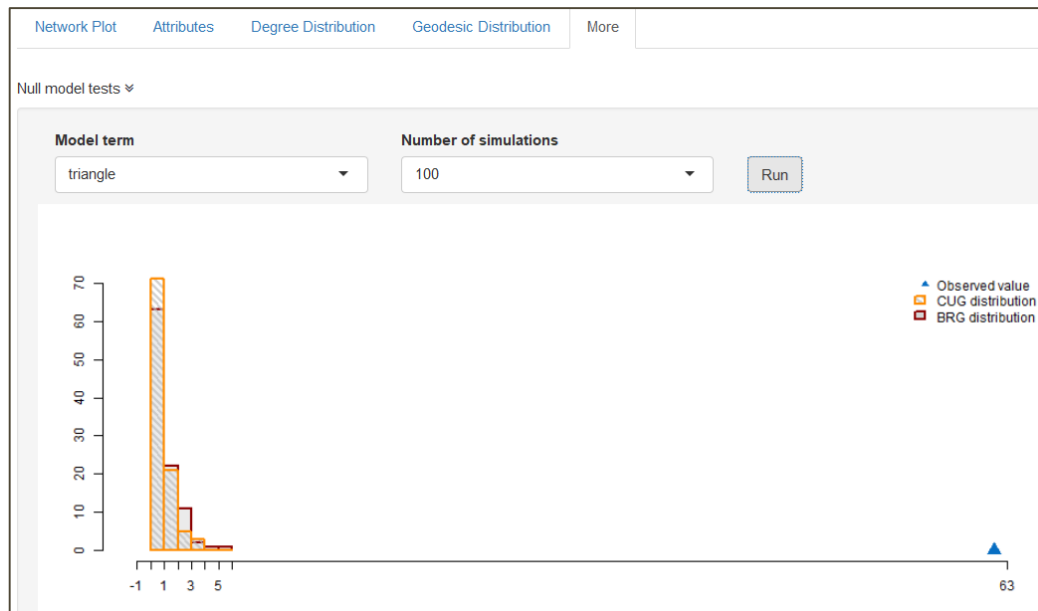 Network Plot Attributes Degree Distribution Geodesic Distribution More
Null model tests
Model term Number of simulations
triangle 100 Run
Observed value
CUG distribution
BRG distribution
70
60
50
40
30
20
10
0
-1 1 3 5 63